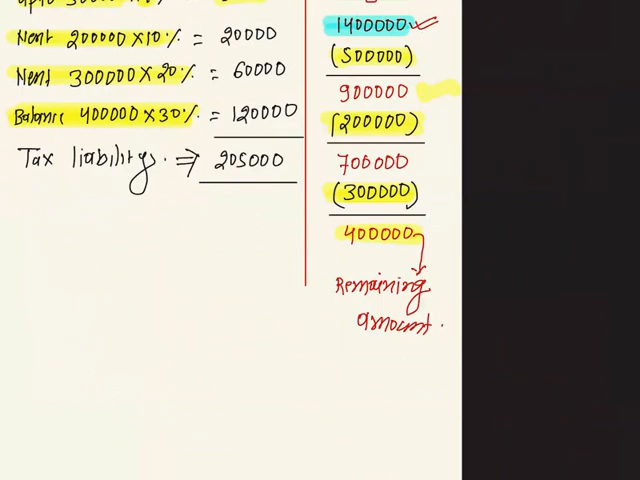 Next 200000 X 10% = 20000
Next 300000 X 20% = 60000
Balance 400000 X 30% = 120000
Tax liability. ⇒ 205000
1400000 ✓
(500000)
900000
(200000)
700000
(300000)
400000
Remaining
amount.